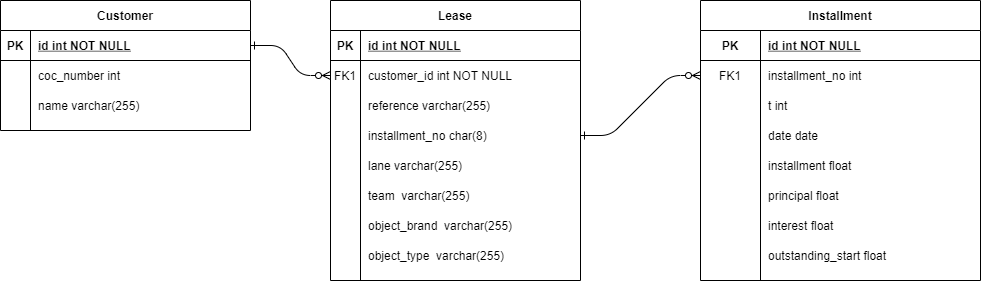 Customer
PK id int NOT NULL
coc_number int
name varchar(255)
Lease
PK id int NOT NULL
FK1 customer_id int NOT NULL
reference varchar(255)
installment_no char(8)
lane varchar(255)
team  varchar(255)
object_brand  varchar(255)
object_type  varchar(255)
Installment
PK id int NOT NULL
FK1 installment_no int
t int
date date
installment float
principal float
interest float
outstanding_start float